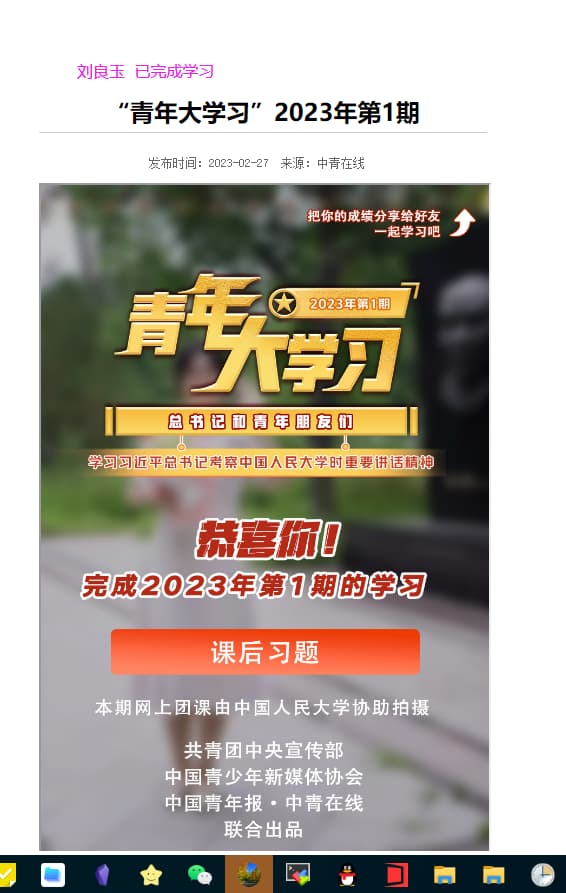 刘良玉 已完成学习
“青年大学习”2023年第1期
发布时间：2023-02-27 来源：中青在线
把你的成绩分享给好友
一起学习吧
2023年第1期
青年大学习
总书记和青年朋友们
学习习近平总书记考察中国人民大学时重要讲话精神
恭喜你！
完成2023年第1期的学习
课后习题
本期网上团课由中国人民大学协助拍摄
共青团中央宣传部
中国青少年新媒体协会
中国青年报·中青在线
联合出品